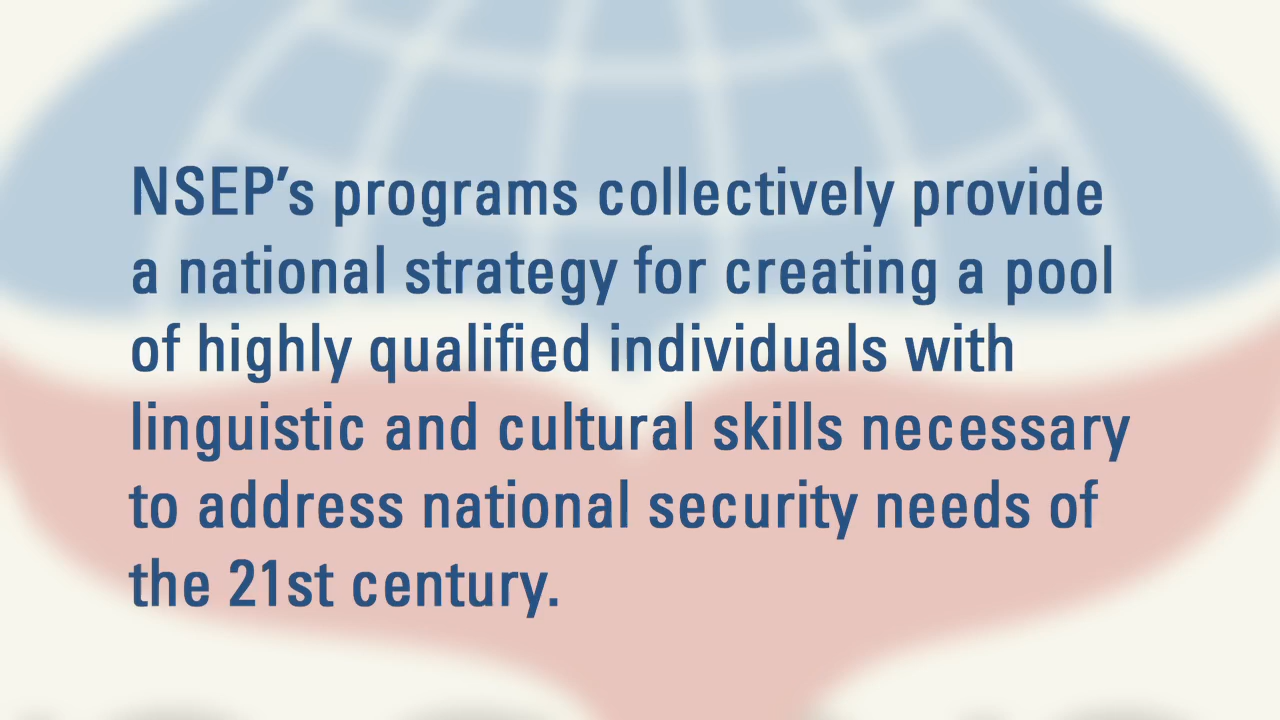 NSEP’s programs collectively provide
a national strategy for creating a pool
of highly qualified individuals with
linguistic and cultural skills necessary
to address national security needs of
the 21st century.